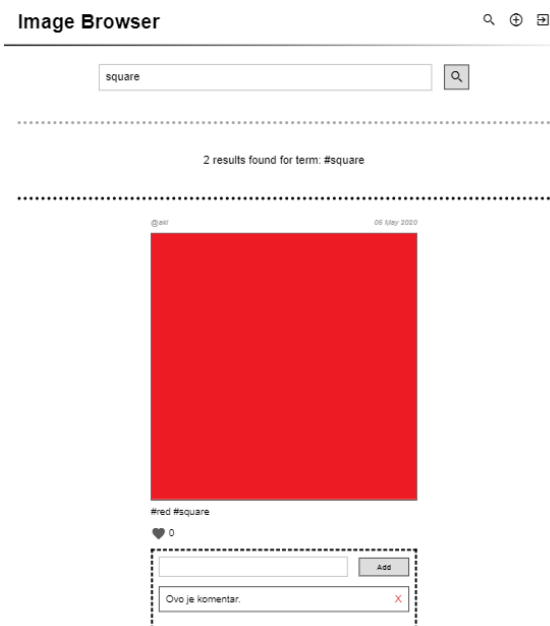 Image Browser
square
2 results found for term: #square
@aki 06 May 2020
#red #square
0
Add
Ovo je komentar. X